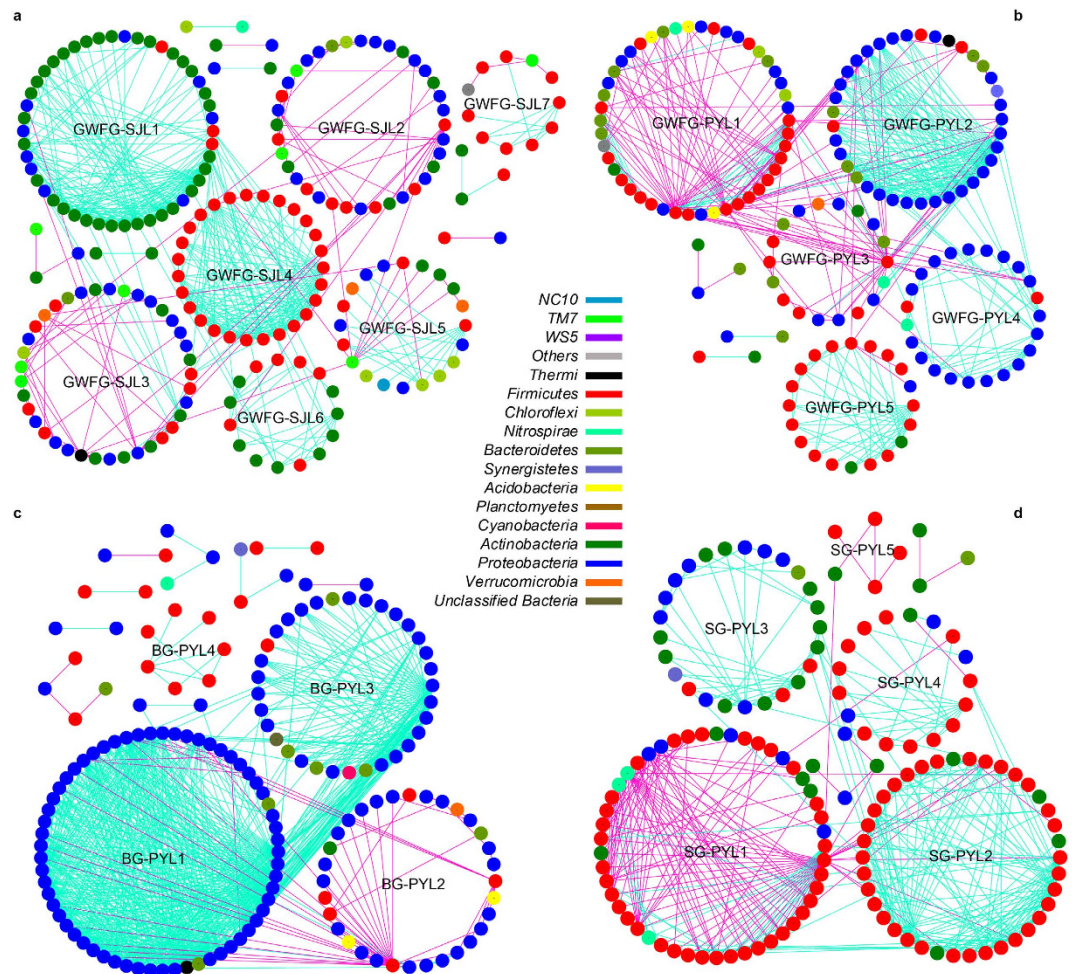 a
b
GWFG-SJL1
GWFG-SJL2
GWFG-SJL7
GWFG-SJL4
GWFG-SJL3
GWFG-SJL5
GWFG-SJL6
GWFG-PYL1
GWFG-PYL2
GWFG-PYL3
GWFG-PYL4
GWFG-PYL5
NC10
TM7
WS5
Others
Thermi
Firmicutes
Chloroflexi
Nitrospirae
Bacteroidetes
Synergistetes
Acidobacteria
Planctomyetes
Cyanobacteria
Actinobacteria
Proteobacteria
Verrucomicrobia
Unclassified Bacteria
c
d
BG-PYL4
BG-PYL3
BG-PYL1
BG-PYL2
SG-PYL5
SG-PYL3
SG-PYL4
SG-PYL1
SG-PYL2